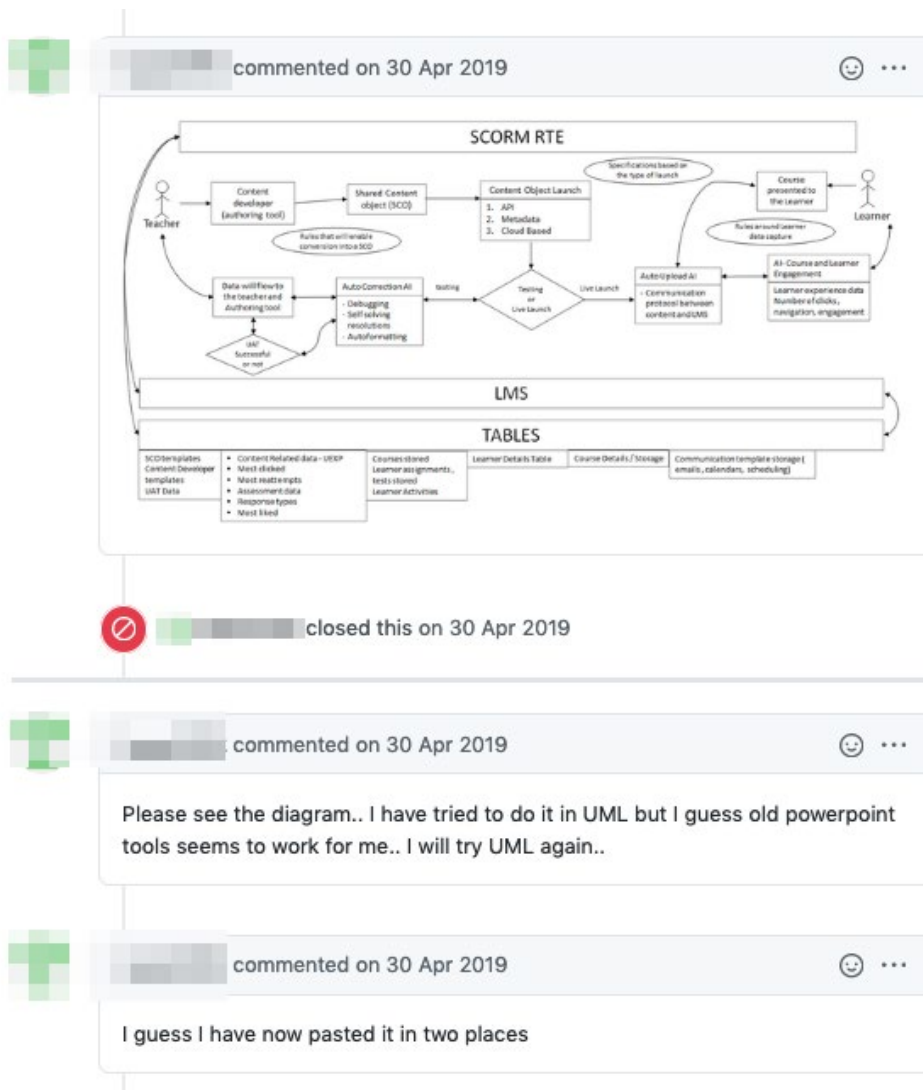 commented on 30 Apr 2019
SCORM RTE
Specifications based on
the type of launch
Teacher
Content
developer
(authoring tool)
Shared Content
object (SCO)
Content Object Launch
1. API
2. Metadata
3. Cloud Based
Course
presented to
the Learner
Learner
Rules that will enable
conversion into a SCO
Rules around Learner
data capture
Data will flow to
the teacher and
Authoring tool
Auto Correction AI
- Debugging
- Self solving
resolutions
- Autoformatting
testing
Testing
or
Live Launch
Live Launch
Auto Upload AI
- Communication
protocol between
content and LMS
AI- Course and Learner
Engagement
Learner experience data
Number of clicks,
navigation, engagement
UAT
Successful
or not
LMS
TABLES
SCO templates
Content Developer
templates
UAT Data
• Content Related data - UEXP
• Most clicked
• Most reattempts
• Assessment data
• Response types
• Most liked
Courses stored
Learner assignments,
tests stored
Learner Activities
Learner Details Table
Course Details / Storage
Communication template storage (
emails, calendars, scheduling)
closed this on 30 Apr 2019
commented on 30 Apr 2019
Please see the diagram.. I have tried to do it in UML but I guess old powerpoint
tools seems to work for me.. I will try UML again..
commented on 30 Apr 2019
I guess I have now pasted it in two places